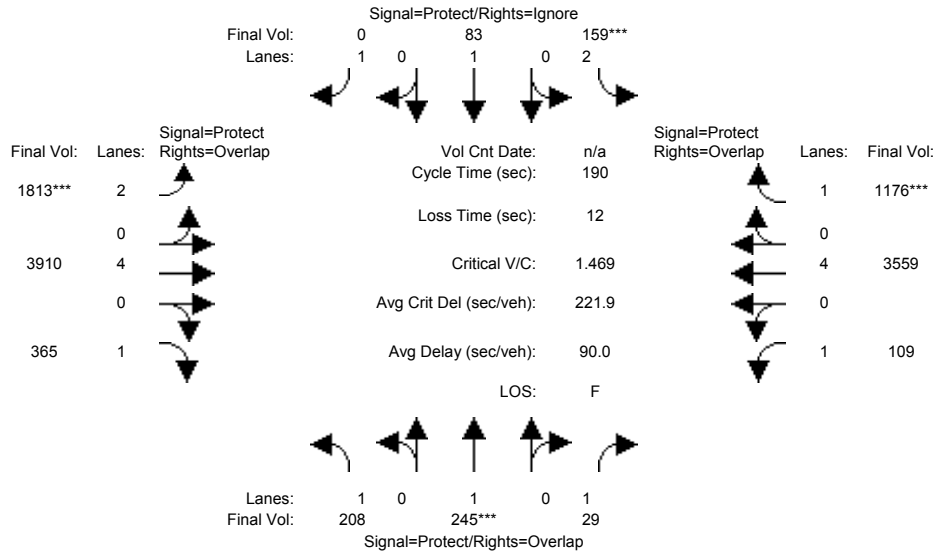 Signal=Protect/Rights=Ignore
Final Vol: 0 83 159***
Lanes: 1 0 1 0 2
Signal=Protect Signal=Protect
Final Vol: Lanes: Rights=Overlap Vol Cnt Date: n/a Rights=Overlap Lanes: Final Vol:
Cycle Time (sec): 190
1813*** 2 1 1176***
Loss Time (sec): 12
0 0
3910 4 Critical V/C: 1.469 4 3559
0 Avg Crit Del (sec/veh): 221.9 0
365 1 Avg Delay (sec/veh): 90.0 1 109
LOS: F
Lanes: 1 0 1 0 1
Final Vol: 208 245*** 29
Signal=Protect/Rights=Overlap